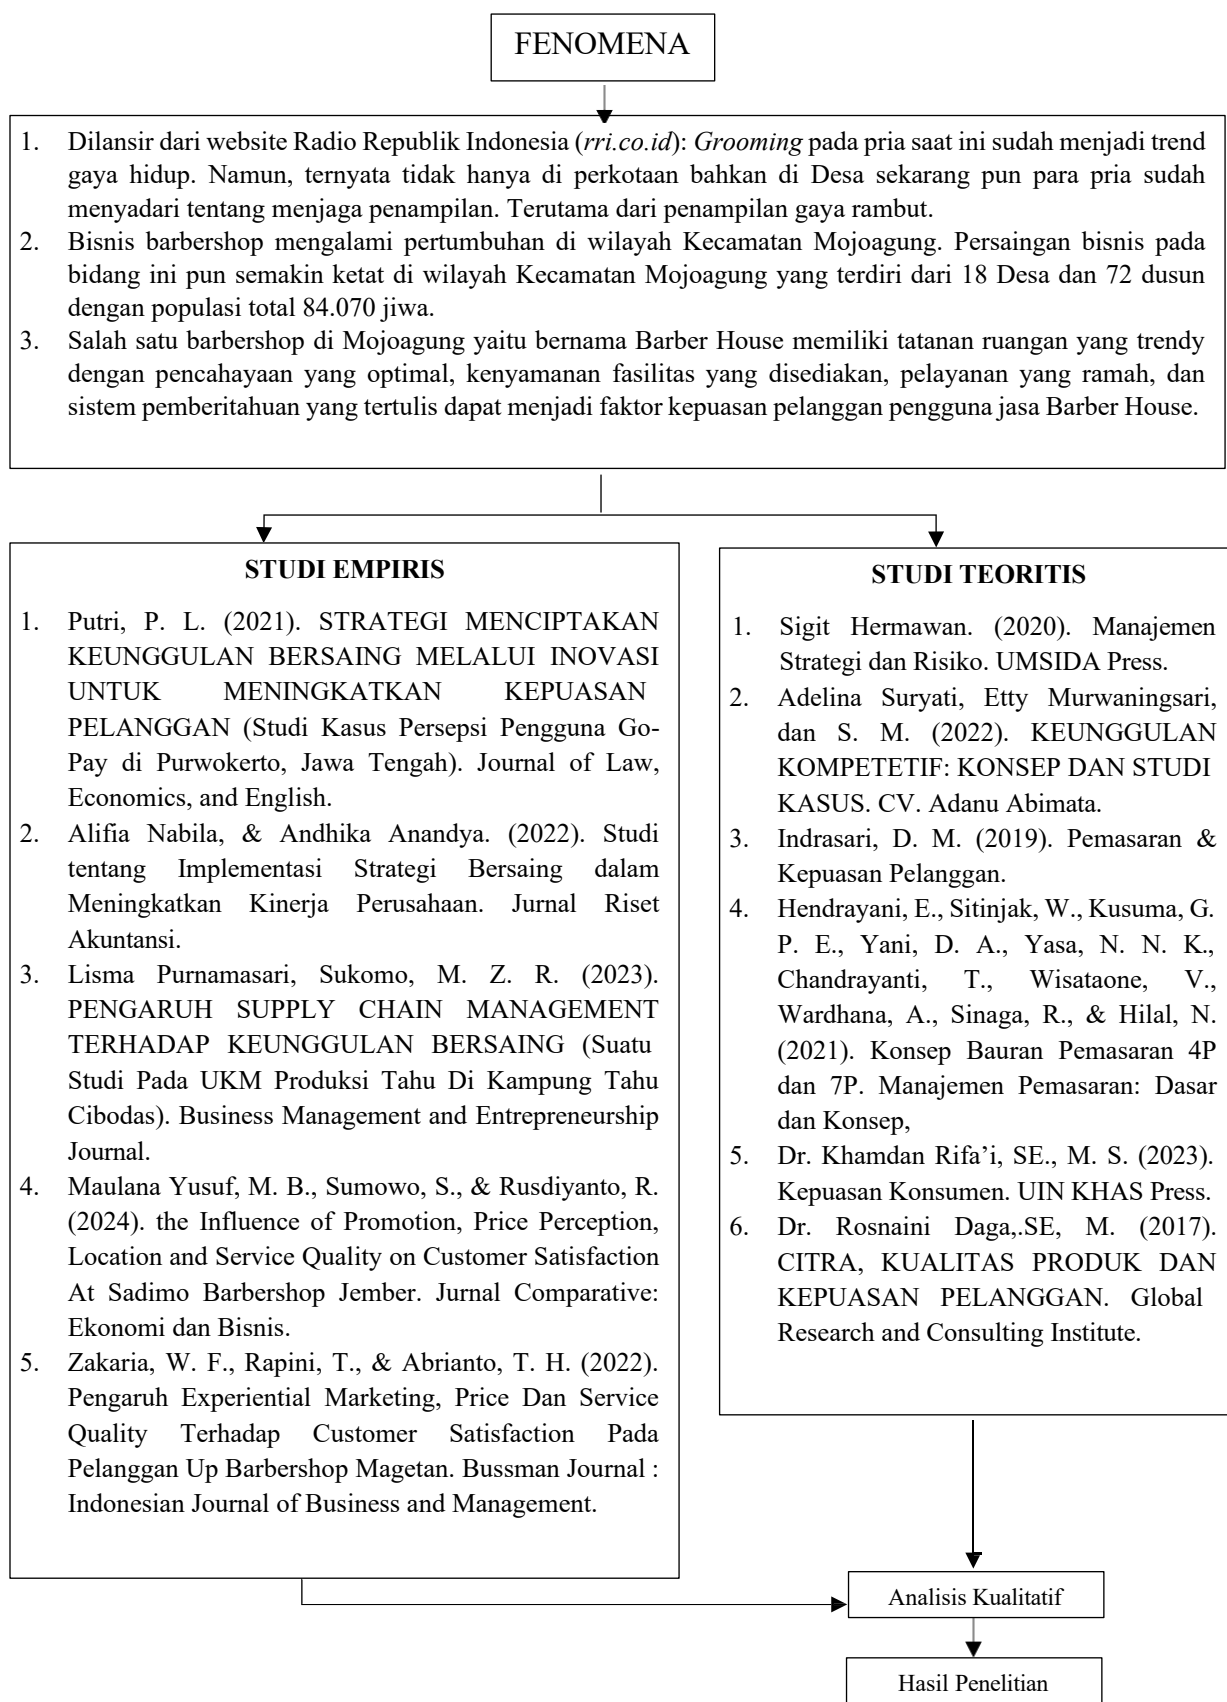 FENOMENA
1. Dilansir dari website Radio Republik Indonesia (rri.co.id): Grooming pada pria saat ini sudah menjadi trend
gaya hidup. Namun, ternyata tidak hanya di perkotaan bahkan di Desa sekarang pun para pria sudah
menyadari tentang menjaga penampilan. Terutama dari penampilan gaya rambut.
2. Bisnis barbershop mengalami pertumbuhan di wilayah Kecamatan Mojoagung. Persaingan bisnis pada
bidang ini pun semakin ketat di wilayah Kecamatan Mojoagung yang terdiri dari 18 Desa dan 72 dusun
dengan populasi total 84.070 jiwa.
3. Salah satu barbershop di Mojoagung yaitu bernama Barber House memiliki tatanan ruangan yang trendy
dengan pencahayaan yang optimal, kenyamanan fasilitas yang disediakan, pelayanan yang ramah, dan
sistem pemberitahuan yang tertulis dapat menjadi faktor kepuasan pelanggan pengguna jasa Barber House.
STUDI EMPIRIS
1. Putri, P. L. (2021). STRATEGI MENCIPTAKAN
KEUNGGULAN BERSAING MELALUI INOVASI
UNTUK MENINGKATKAN KEPUASAN
PELANGGAN (Studi Kasus Persepsi Pengguna Go-
Pay di Purwokerto, Jawa Tengah). Journal of Law,
Economics, and English.
2. Alifia Nabila, & Andhika Anandya. (2022). Studi
tentang Implementasi Strategi Bersaing dalam
Meningkatkan Kinerja Perusahaan. Jurnal Riset
Akuntansi.
3. Lisma Purnamasari, Sukomo, M. Z. R. (2023).
PENGARUH SUPPLY CHAIN MANAGEMENT
TERHADAP KEUNGGULAN BERSAING (Suatu
Studi Pada UKM Produksi Tahu Di Kampung Tahu
Cibodas). Business Management and Entrepreneurship
Journal.
4. Maulana Yusuf, M. B., Sumowo, S., & Rusdiyanto, R.
(2024). the Influence of Promotion, Price Perception,
Location and Service Quality on Customer Satisfaction
At Sadimo Barbershop Jember. Jurnal Comparative:
Ekonomi dan Bisnis.
5. Zakaria, W. F., Rapini, T., & Abrianto, T. H. (2022).
Pengaruh Experiential Marketing, Price Dan Service
Quality Terhadap Customer Satisfaction Pada
Pelanggan Up Barbershop Magetan. Bussman Journal :
Indonesian Journal of Business and Management.
STUDI TEORITIS
1. Sigit Hermawan. (2020). Manajemen
Strategi dan Risiko. UMSIDA Press.
2. Adelina Suryati, Etty Murwaningsari,
dan S. M. (2022). KEUNGGULAN
KOMPETETIF: KONSEP DAN STUDI
KASUS. CV. Adanu Abimata.
3. Indrasari, D. M. (2019). Pemasaran &
Kepuasan Pelanggan.
4. Hendrayani, E., Sitinjak, W., Kusuma, G.
P. E., Yani, D. A., Yasa, N. N. K.,
Chandrayanti, T., Wisataone, V.,
Wardhana, A., Sinaga, R., & Hilal, N.
(2021). Konsep Bauran Pemasaran 4P
dan 7P. Manajemen Pemasaran: Dasar
dan Konsep,
5. Dr. Khamdan Rifa’i, SE., M. S. (2023).
Kepuasan Konsumen. UIN KHAS Press.
6. Dr. Rosnaini Daga,.SE, M. (2017).
CITRA, KUALITAS PRODUK DAN
KEPUASAN PELANGGAN. Global
Research and Consulting Institute.
Analisis Kualitatif
Hasil Penelitian